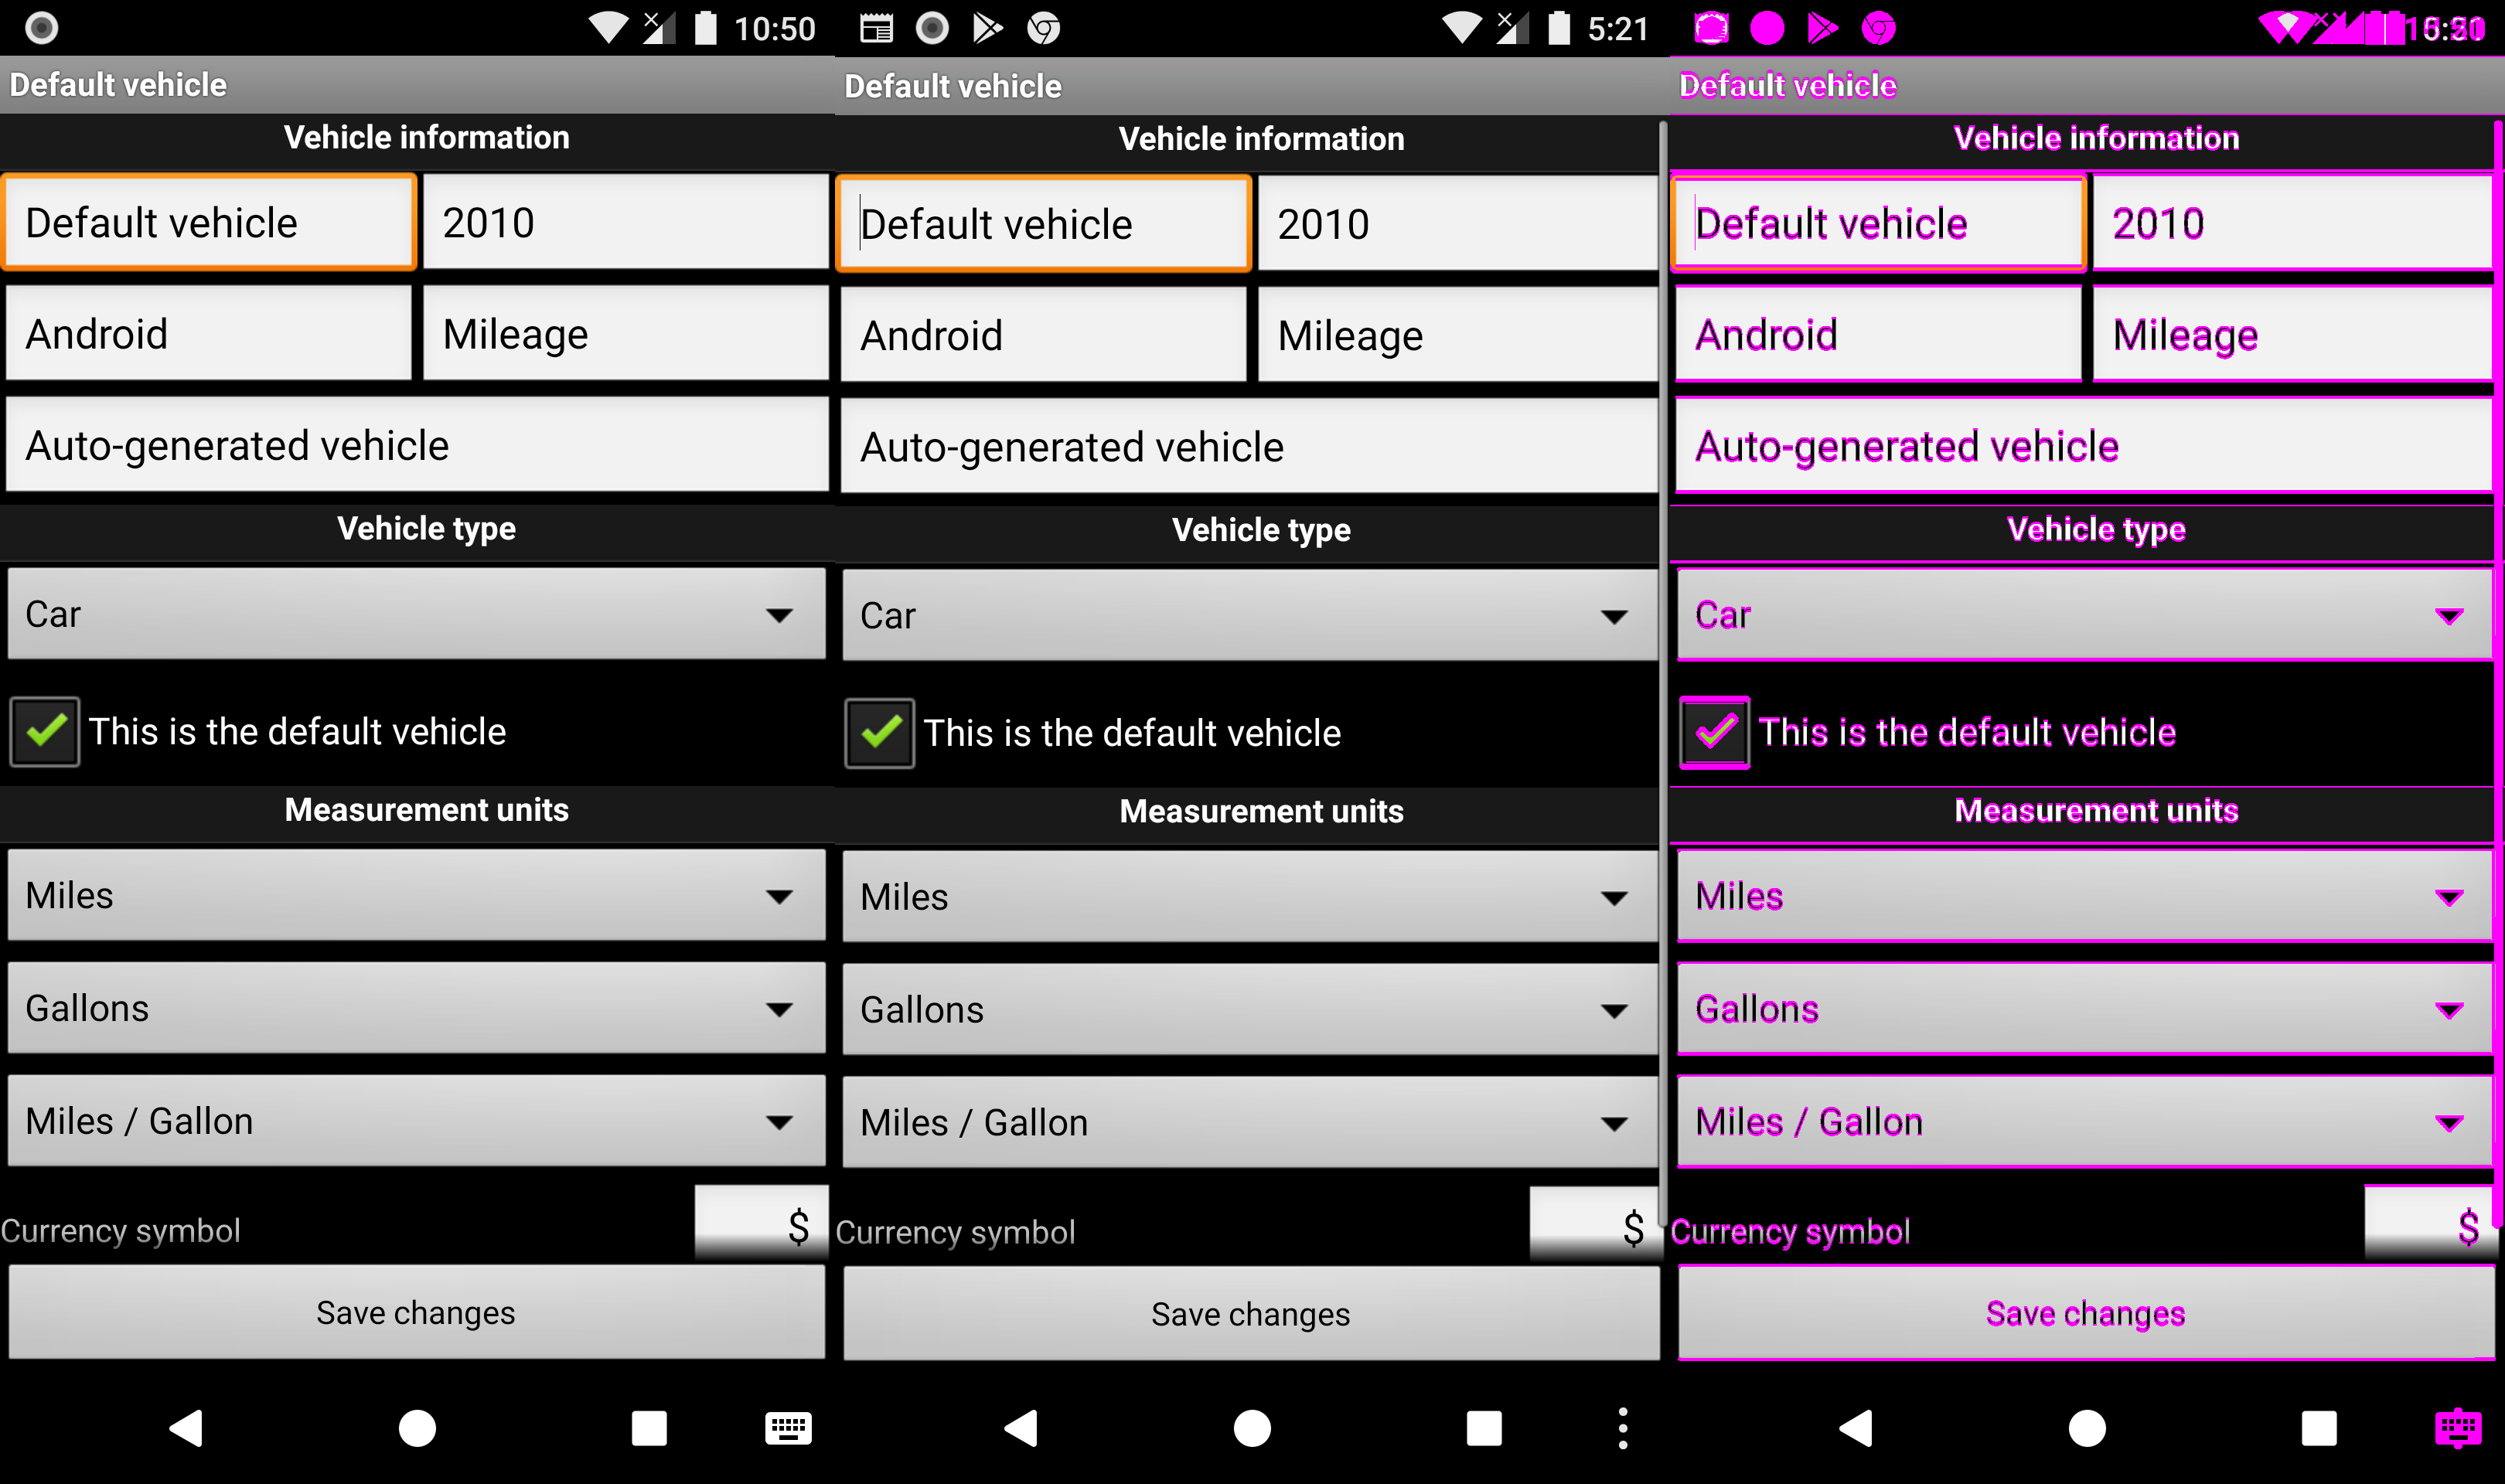 10:50
Default vehicle
Vehicle information
Default vehicle
2010
Android
Mileage
Auto-generated vehicle
Vehicle type
Car
This is the default vehicle
Measurement units
Miles
Gallons
Miles / Gallon
Currency symbol
$
Save changes
5:21
Default vehicle
Vehicle information
Default vehicle
2010
Android
Mileage
Auto-generated vehicle
Vehicle type
Car
This is the default vehicle
Measurement units
Miles
Gallons
Miles / Gallon
Currency symbol
$
Save changes
Default vehicle
Vehicle information
Default vehicle
2010
Android
Mileage
Auto-generated vehicle
Vehicle type
Car
This is the default vehicle
Measurement units
Miles
Gallons
Miles / Gallon
Currency symbol
$
Save changes